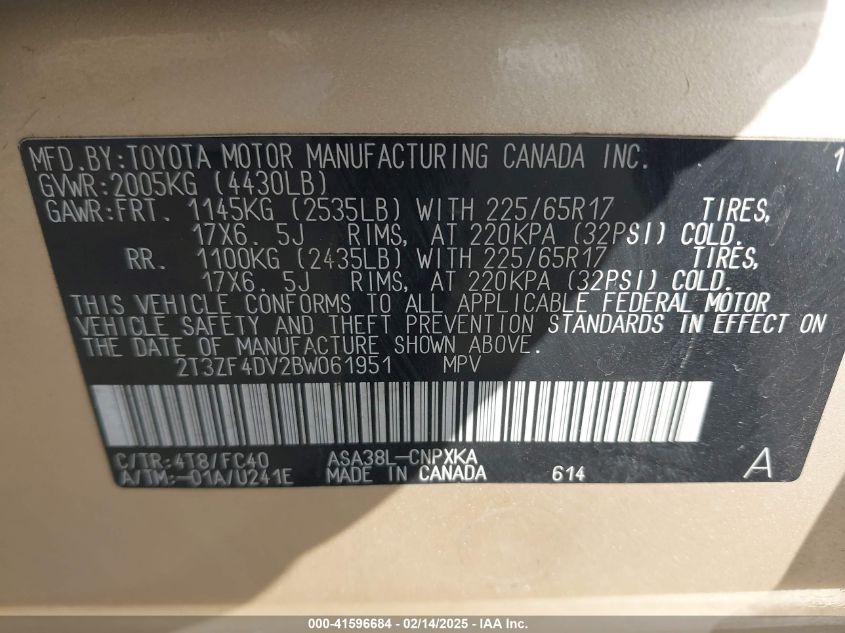 MFD.BY:TOYOTA MOTOR MANUFACTURING CANADA INC. 1
GVWR:2005KG (4430LB)
GAWR:FRT. 1145KG (2535LB) WITH 225/65R17 TIRES,
17X6.5J RIMS, AT 220KPA (32PSI) COLD.
RR. 1100KG (2435LB) WITH 225/65R17 TIRES,
17X6.5J RIMS, AT 220KPA (32PSI) COLD.
THIS VEHICLE CONFORMS TO ALL APPLICABLE FEDERAL MOTOR
VEHICLE SAFETY AND THEFT PREVENTION STANDARDS IN EFFECT ON
THE DATE OF MANUFACTURE SHOWN ABOVE.
2T3ZF4DV2BW061951 MPV
C/TR:4T8/FC40 ASA38L-CNPXKA
A/TM:-01A/U241E MADE IN CANADA 614 A
000-41596684 - 02/14/2025 - IAA Inc.